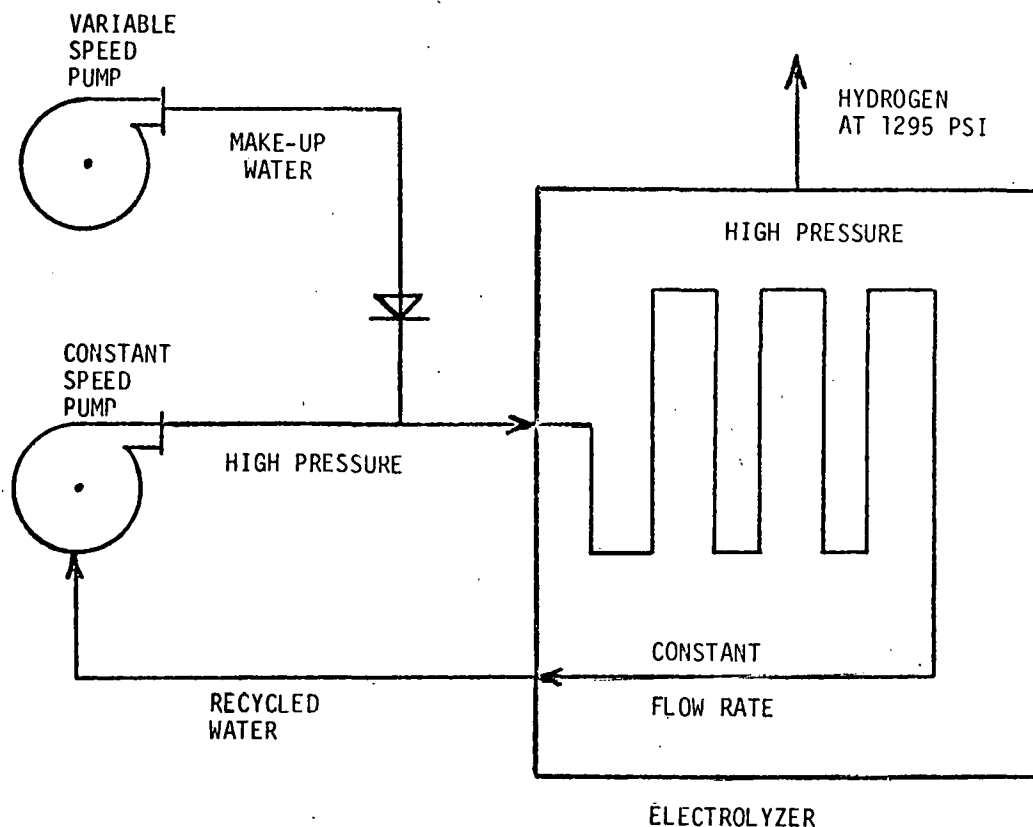 VARIABLE
SPEED
PUMP
MAKE-UP
WATER
HYDROGEN
AT 1295 PSI
HIGH PRESSURE
CONSTANT
SPEED
PUMP
HIGH PRESSURE
CONSTANT
FLOW RATE
RECYCLED
WATER
ELECTROLYZER